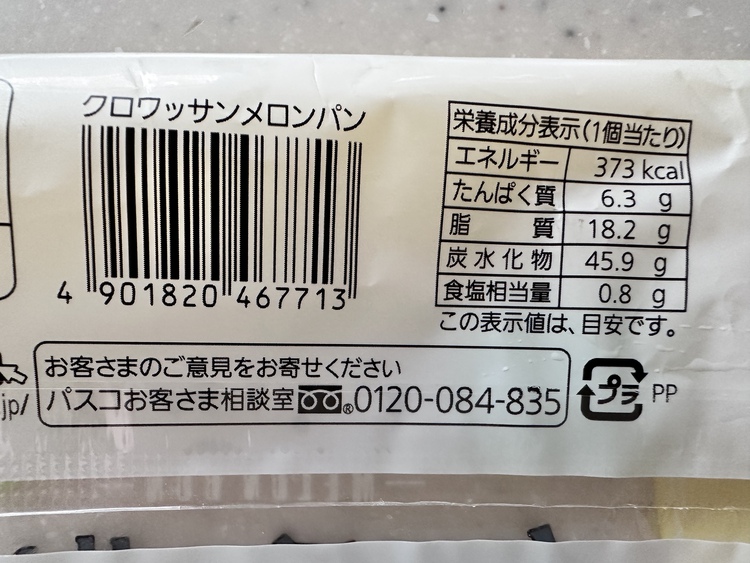 クロワッサンメロンパン
4 901820 467713
栄養成分表示(1個当たり)
エネルギー 373 kcal
たんぱく質 6.3 g
脂質 18.2 g
炭水化物 45.9 g
食塩相当量 0.8 g
この表示値は、目安です。
お客さまのご意見をお寄せください
jp/
パスコお客さま相談室 ®0120-084-835
プラ PP